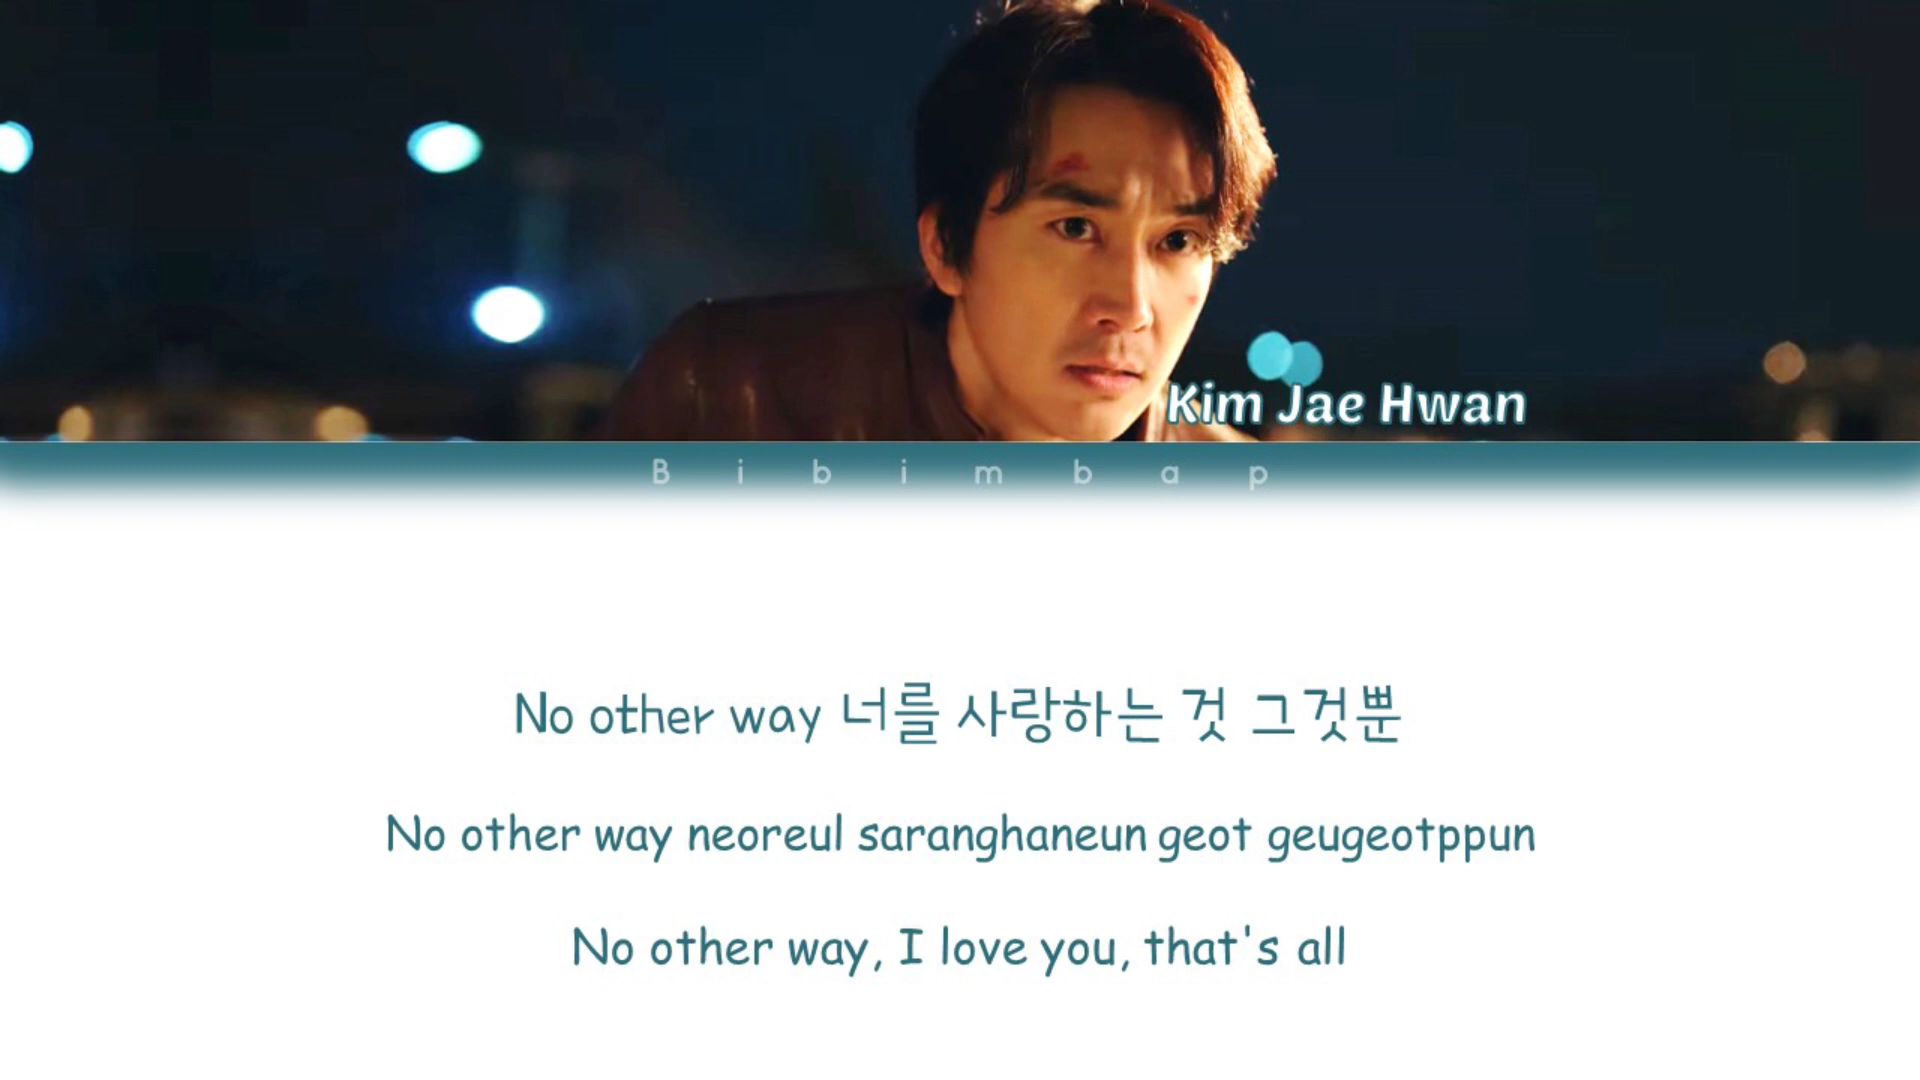 Kim Jae Hwan
Bibimbap
No other way 너를 사랑하는 것 그것뿐
No other way neoreul saranghaneun geot geugeotppun
No other way, I love you, that's all